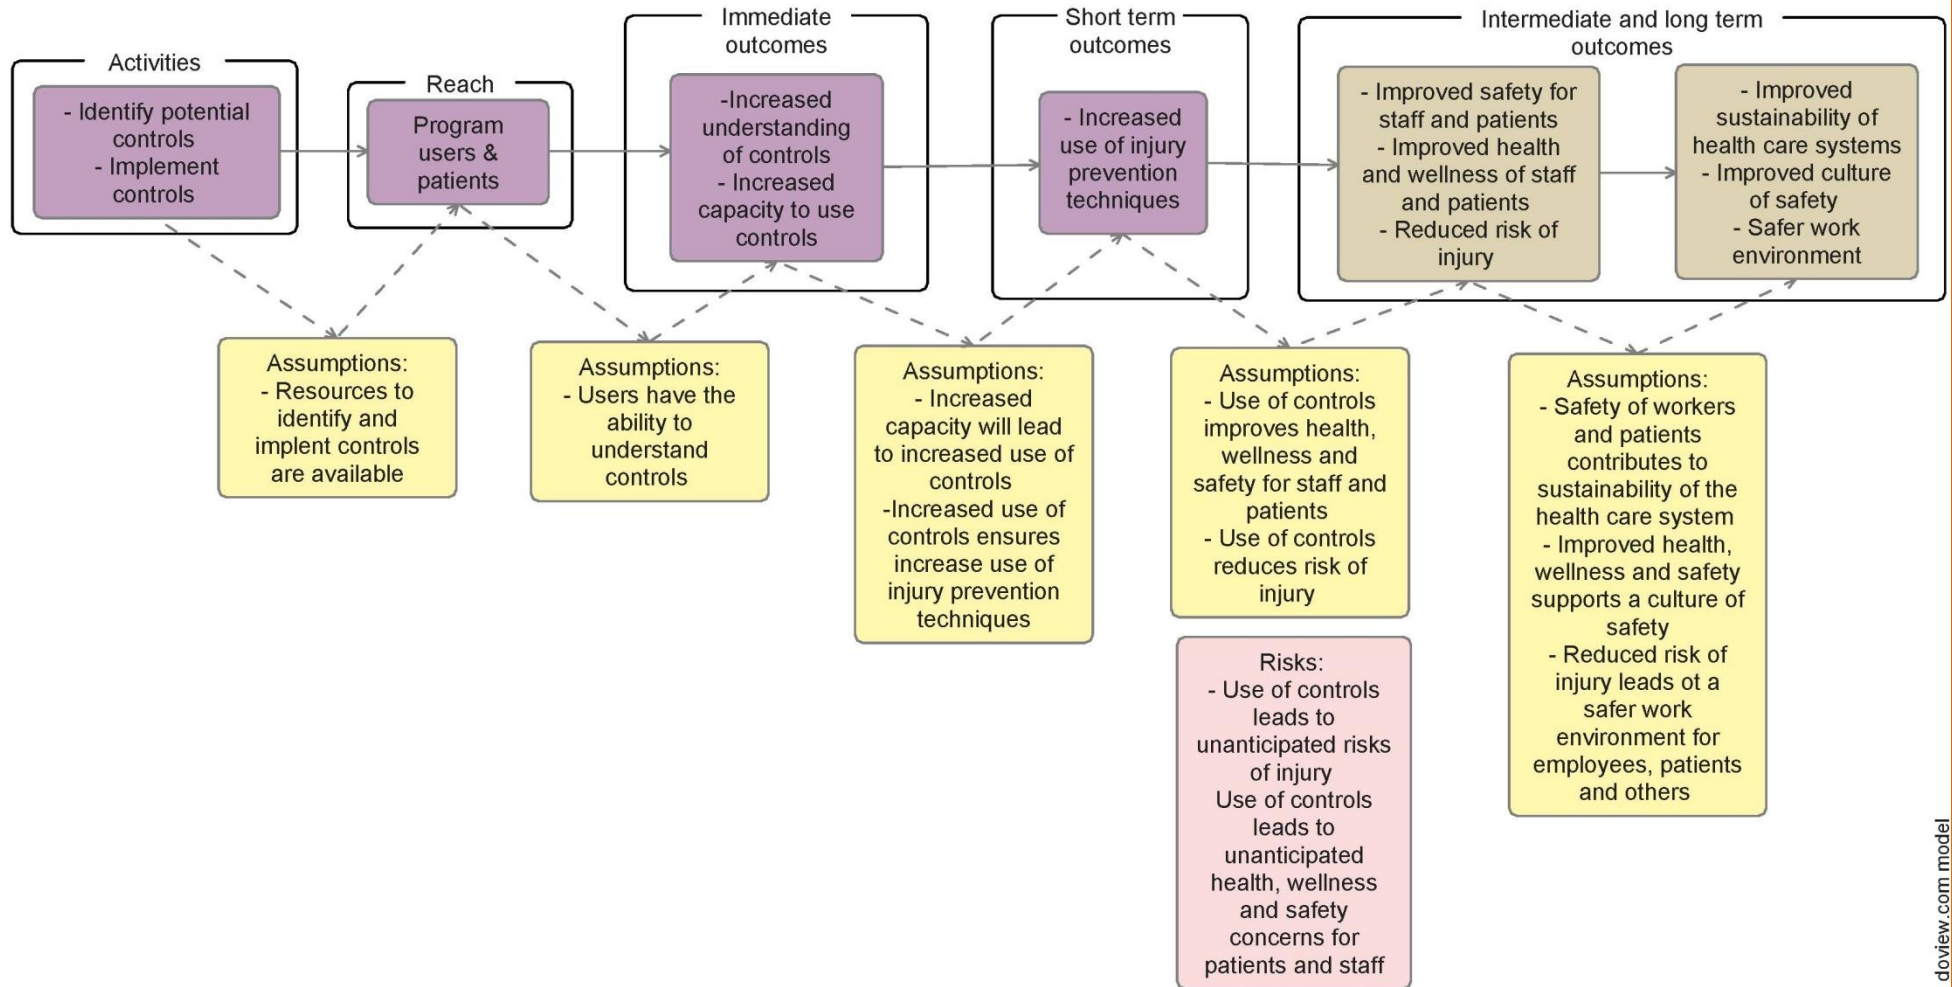 Activities
- Identify potential
controls
- Implement
controls
Reach
Program
users &
patients
Immediate
outcomes
-Increased
understanding
of controls
- Increased
capacity to use
controls
Short term
outcomes
- Increased
use of injury
prevention
techniques
Intermediate and long term
outcomes
- Improved safety for
staff and patients
- Improved health
and wellness of staff
and patients
- Reduced risk of
injury
- Improved
sustainability of
health care systems
- Improved culture
of safety
- Safer work
environment
Assumptions:
- Resources to
identify and
implent controls
are available
Assumptions:
- Users have the
ability to
understand
controls
Assumptions:
- Increased
capacity will lead
to increased use of
controls
-Increased use of
controls ensures
increase use of
injury prevention
techniques
Assumptions:
- Use of controls
improves health,
wellness and
safety for staff and
patients
- Use of controls
reduces risk of
injury
Risks:
- Use of controls
leads to
unanticipated risks
of injury
Use of controls
leads to
unanticipated
health, wellness
and safety
concerns for
patients and staff
Assumptions:
- Safety of workers
and patients
contributes to
sustainability of the
health care system
- Improved health,
wellness and safety
supports a culture of
safety
- Reduced risk of
injury leads ot a
safer work
environment for
employees, patients
and others
doview.com model